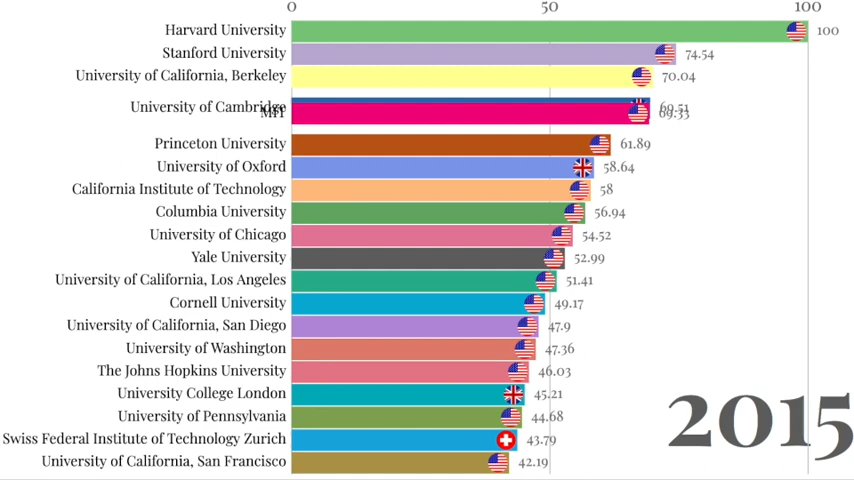 0 50 100
Harvard University 100
Stanford University 74.54
University of California, Berkeley 70.04
University of Cambridge 69.51
MIT 69.33
Princeton University 61.89
University of Oxford 58.64
California Institute of Technology 58
Columbia University 56.94
University of Chicago 54.52
Yale University 52.99
University of California, Los Angeles 51.41
Cornell University 49.17
University of California, San Diego 47.9
University of Washington 47.36
The Johns Hopkins University 46.03
University College London 45.21
University of Pennsylvania 44.68
Swiss Federal Institute of Technology Zurich 43.79
University of California, San Francisco 42.19
2015